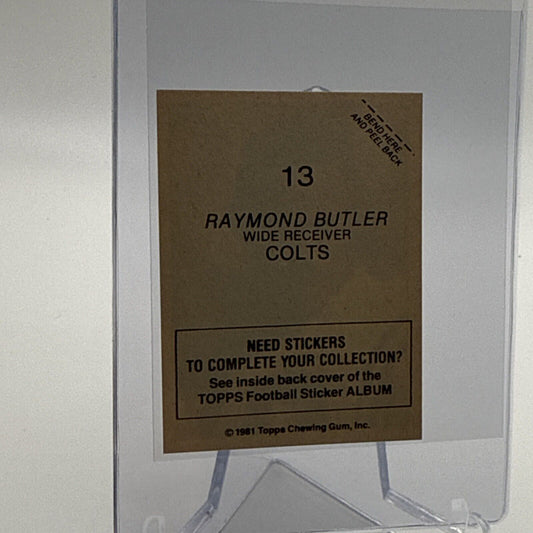 BEND HERE
AND PEEL BACK
13
RAYMOND BUTLER
WIDE RECEIVER
COLTS
NEED STICKERS
TO COMPLETE YOUR COLLECTION?
See inside back cover of the
TOPPS Football Sticker ALBUM
© 1981 Topps Chewing Gum, Inc.